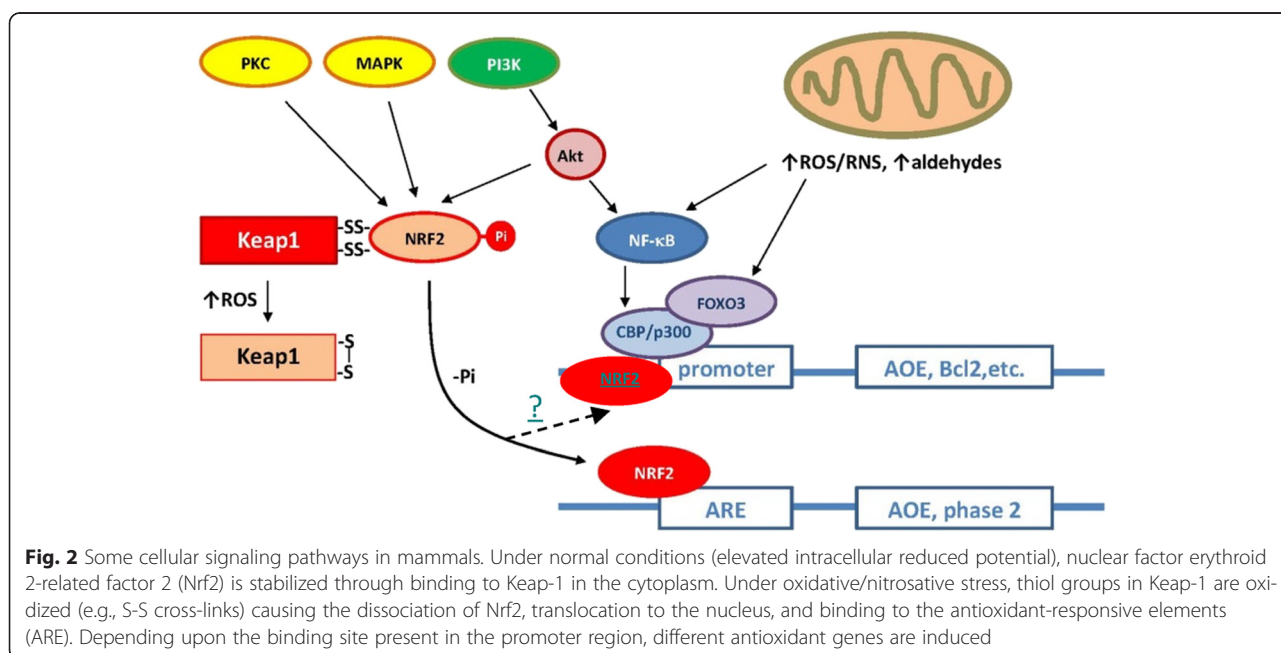 PKC
MAPK
PI3K
Akt
↑ROS/RNS, ↑aldehydes
Keap1
-SS-
-SS-
NRF2
Pi
NF-κB
↑ROS
FOXO3
CBP/p300
Keap1
-S
-S
NRF2
promoter
AOE, Bcl2,etc.
-Pi
?
NRF2
ARE
AOE, phase 2
Fig. 2 Some cellular signaling pathways in mammals. Under normal conditions (elevated intracellular reduced potential), nuclear factor erythroid
2-related factor 2 (Nrf2) is stabilized through binding to Keap-1 in the cytoplasm. Under oxidative/nitrosative stress, thiol groups in Keap-1 are oxi-
dized (e.g., S-S cross-links) causing the dissociation of Nrf2, translocation to the nucleus, and binding to the antioxidant-responsive elements
(ARE). Depending upon the binding site present in the promoter region, different antioxidant genes are induced